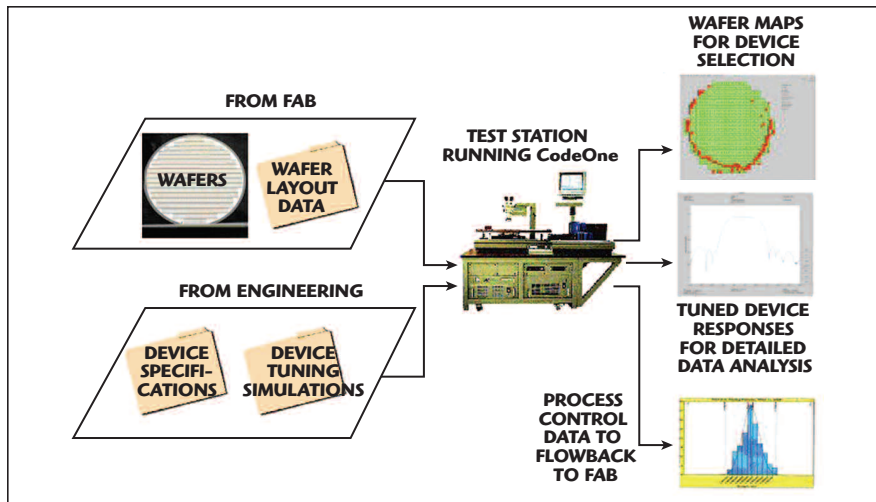 WAFER MAPS
FOR DEVICE
SELECTION
FROM FAB
WAFERS
WAFER
LAYOUT
DATA
TEST STATION
RUNNING CodeOne
FROM ENGINEERING
DEVICE
SPECIFI-
CATIONS
DEVICE
TUNING
SIMULATIONS
TUNED DEVICE
RESPONSES
FOR DETAILED
DATA ANALYSIS
PROCESS
CONTROL
DATA TO
FLOWBACK
TO FAB